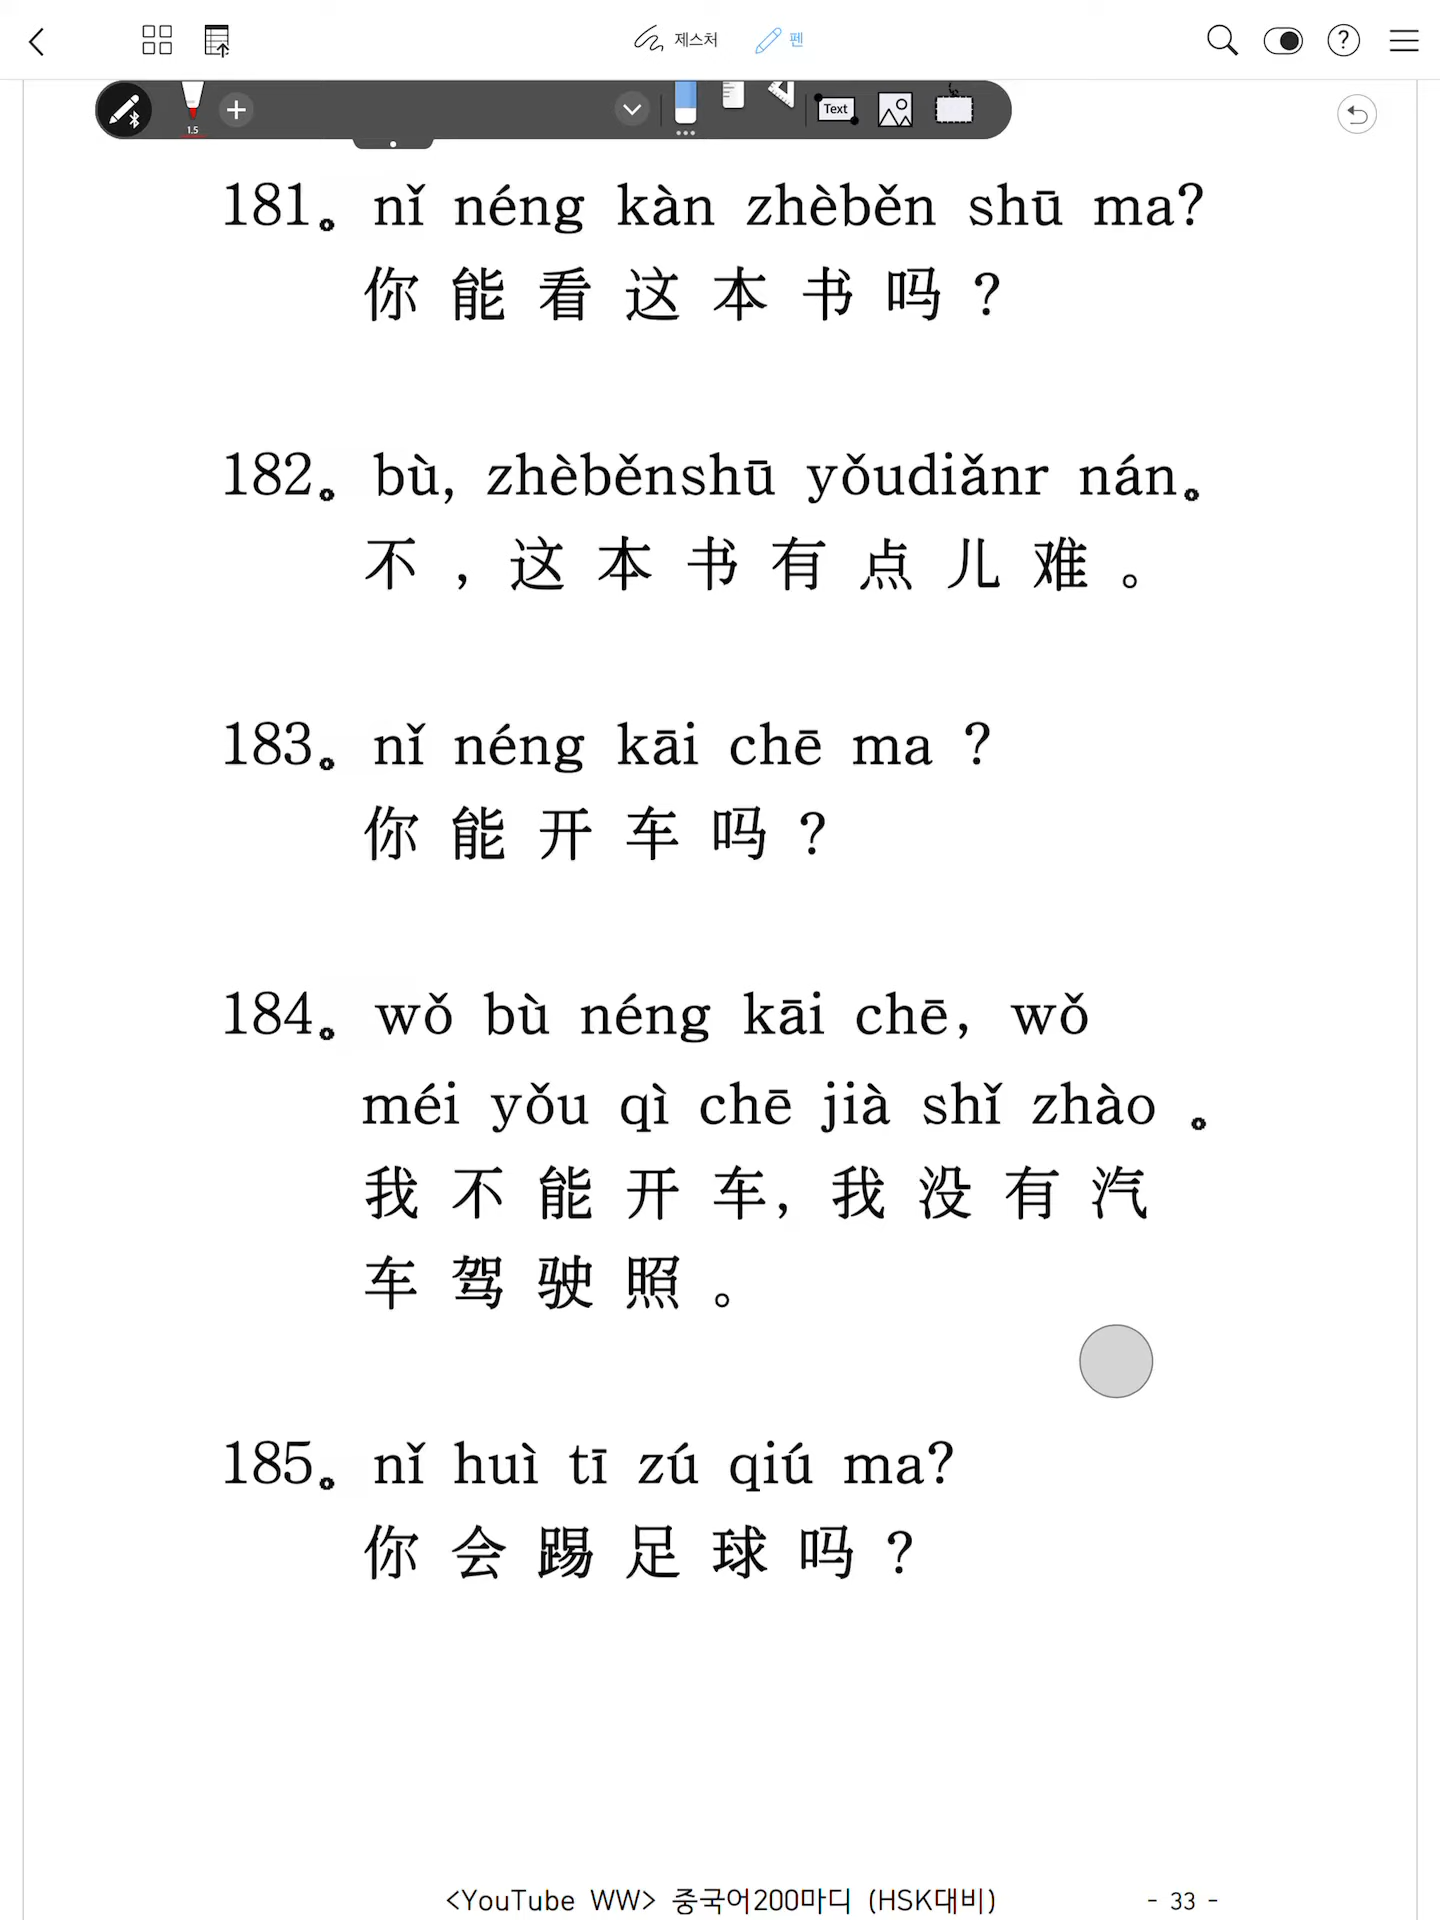 제스처 펜
1.5
Text
181。 nǐ néng kàn zhèběn shū ma?
你 能 看 这 本 书 吗 ?
182。 bù, zhèběnshū yǒudiǎnr nán。
不 , 这 本 书 有 点 儿 难 。
183。 nǐ néng kāi chē ma ?
你 能 开 车 吗 ?
184。 wǒ bù néng kāi chē, wǒ
méi yǒu qì chē jià shǐ zhào 。
我 不 能 开 车, 我 没 有 汽
车 驾 驶 照 。
185。 nǐ huì tī zú qiú ma?
你 会 踢 足 球 吗 ?
<YouTube WW> 중국어200마디 (HSK대비) - 33 -